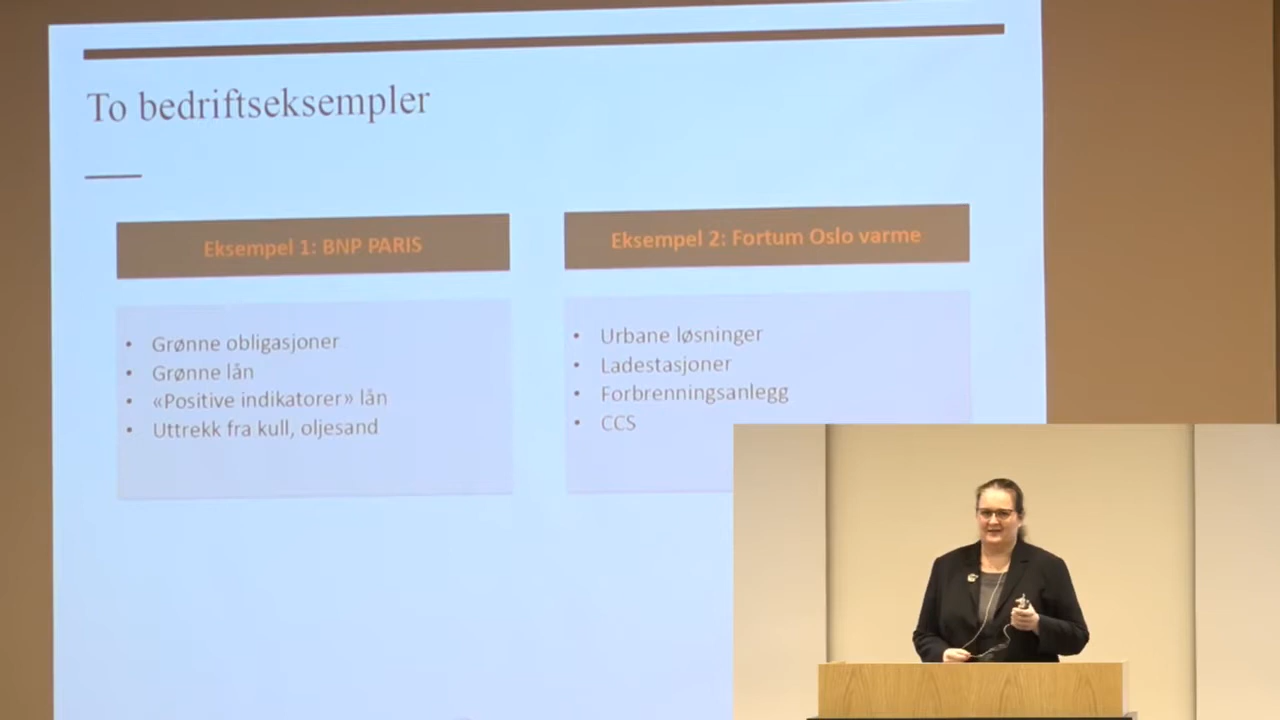 To bedriftseksempler
Eksempel 1: BNP PARIS
• Grønne obligasjoner
• Grønne lån
• «Positive indikatorer» lån
• Uttrekk fra kull, oljesand
Eksempel 2: Fortum Oslo varme
• Urbane løsninger
• Ladestasjoner
• Forbrenningsanlegg
• CCS